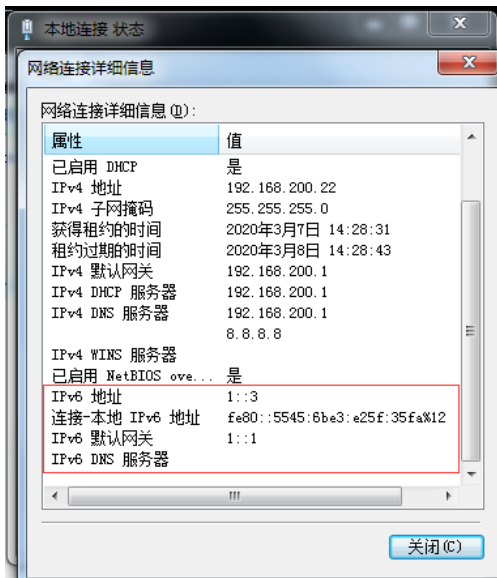 本地连接 状态
网络连接详细信息
网络连接详细信息(D):
属性 值
已启用 DHCP 是
IPv4 地址 192.168.200.22
IPv4 子网掩码 255.255.255.0
获得租约的时间 2020年3月7日 14:28:31
租约过期的时间 2020年3月8日 14:28:43
IPv4 默认网关 192.168.200.1
IPv4 DHCP 服务器 192.168.200.1
IPv4 DNS 服务器 192.168.200.1
8.8.8.8
IPv4 WINS 服务器
已启用 NetBIOS ove... 是
IPv6 地址 1::3
连接-本地 IPv6 地址 fe80::5545:6be3:e25f:35fa%12
IPv6 默认网关 1::1
IPv6 DNS 服务器
关闭(C)